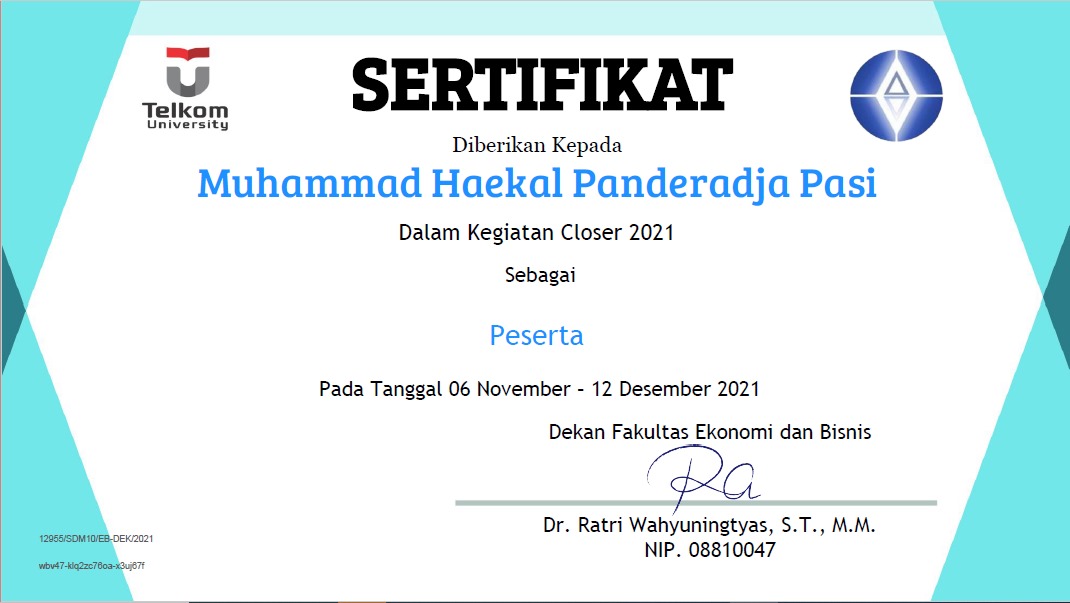 Telkom
University
SERTIFIKAT
Diberikan Kepada
Muhammad Haekal Panderadja Pasi
Dalam Kegiatan Closer 2021
Sebagai
Peserta
Pada Tanggal 06 November – 12 Desember 2021
Dekan Fakultas Ekonomi dan Bisnis
Ra
Dr. Ratri Wahyuningtyas, S.T., M.M.
NIP. 08810047
12955/SDM10/EB-DEK/2021
wbv47-klq2zc76oa-x3uj67f